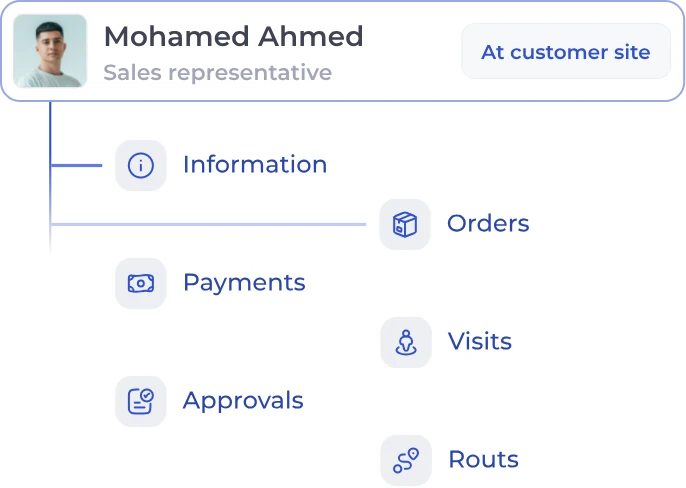 Mohamed Ahmed
Sales representative
At customer site
Information
Orders
Payments
Visits
Approvals
Routs